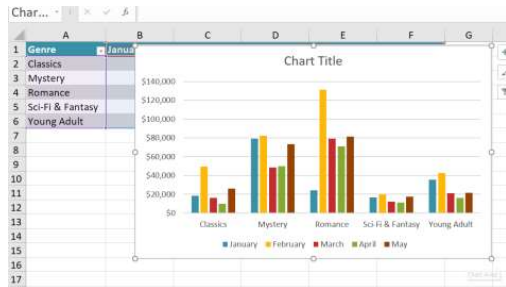 Char...
A B C D E F G
1 Genre Janua
2 Classics
3 Mystery
4 Romance
5 Sci-Fi & Fantasy
6 Young Adult
7
8
9
10
11
12
13
14
15
16
17
Chart Title
$140,000
$120,000
$100,000
$80,000
$60,000
$40,000
$20,000
$0
Classics Mystery Romance Sci-Fi & Fantasy Young Adult
January February March April May